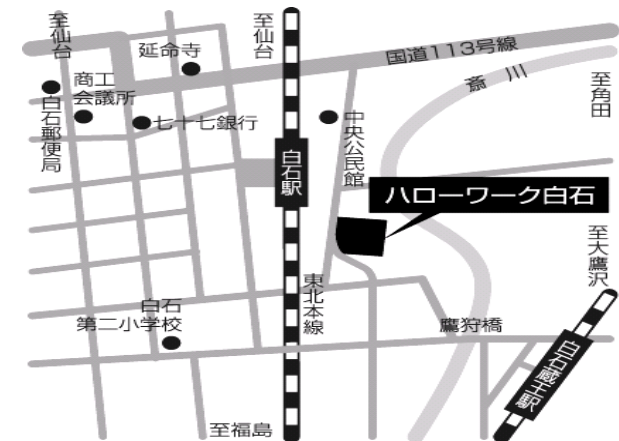 至仙台
延命寺
至仙台
国道113号線
斎川
至角田
商工
会議所
白石郵便局
七十七銀行
中央公民館
白石駅
ハローワーク白石
至大鷹沢
東北本線
白石
第二小学校
鷹狩橋
白石蔵王駅
至福島